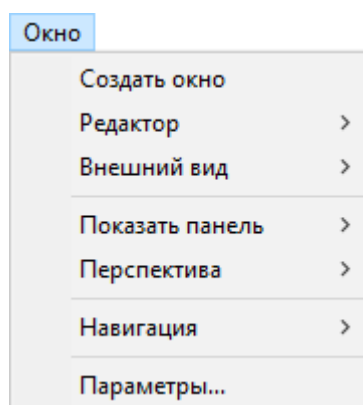 Окно
Создать окно
Редактор
Внешний вид
Показать панель
Перспектива
Навигация
Параметры...